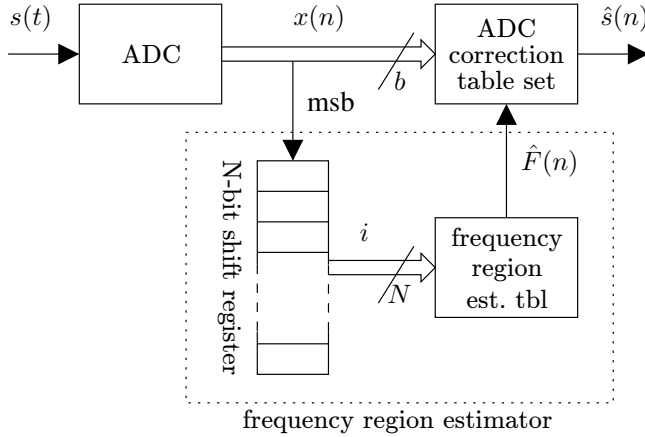 s(t)
ADC
x(n)
b
ADC
correction
table set
ŝ(n)
msb
F̂(n)
N-bit shift register
i
N
frequency
region
est. tbl
frequency region estimator